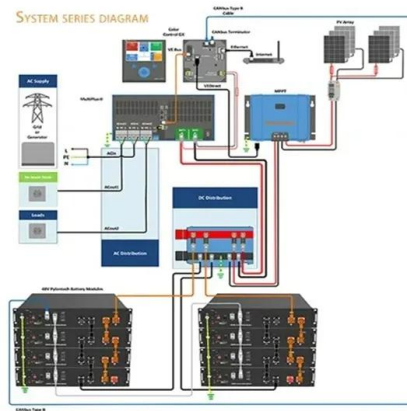 SYSTEM SERIES DIAGRAM
CANbus Type B
Cable
Color
Control GX
CANbus Terminator
PV Array
VE Bus
Ethernet
Internet
AC Supply
MultiPlus-II
VE.Direct
MPPT
Grid
or
Generator
L
PE
N
ACin
ACout1
DC Distribution
Loads
ACout2
AC Distribution
48V Pylontech Battery Modules
CANbus Type B